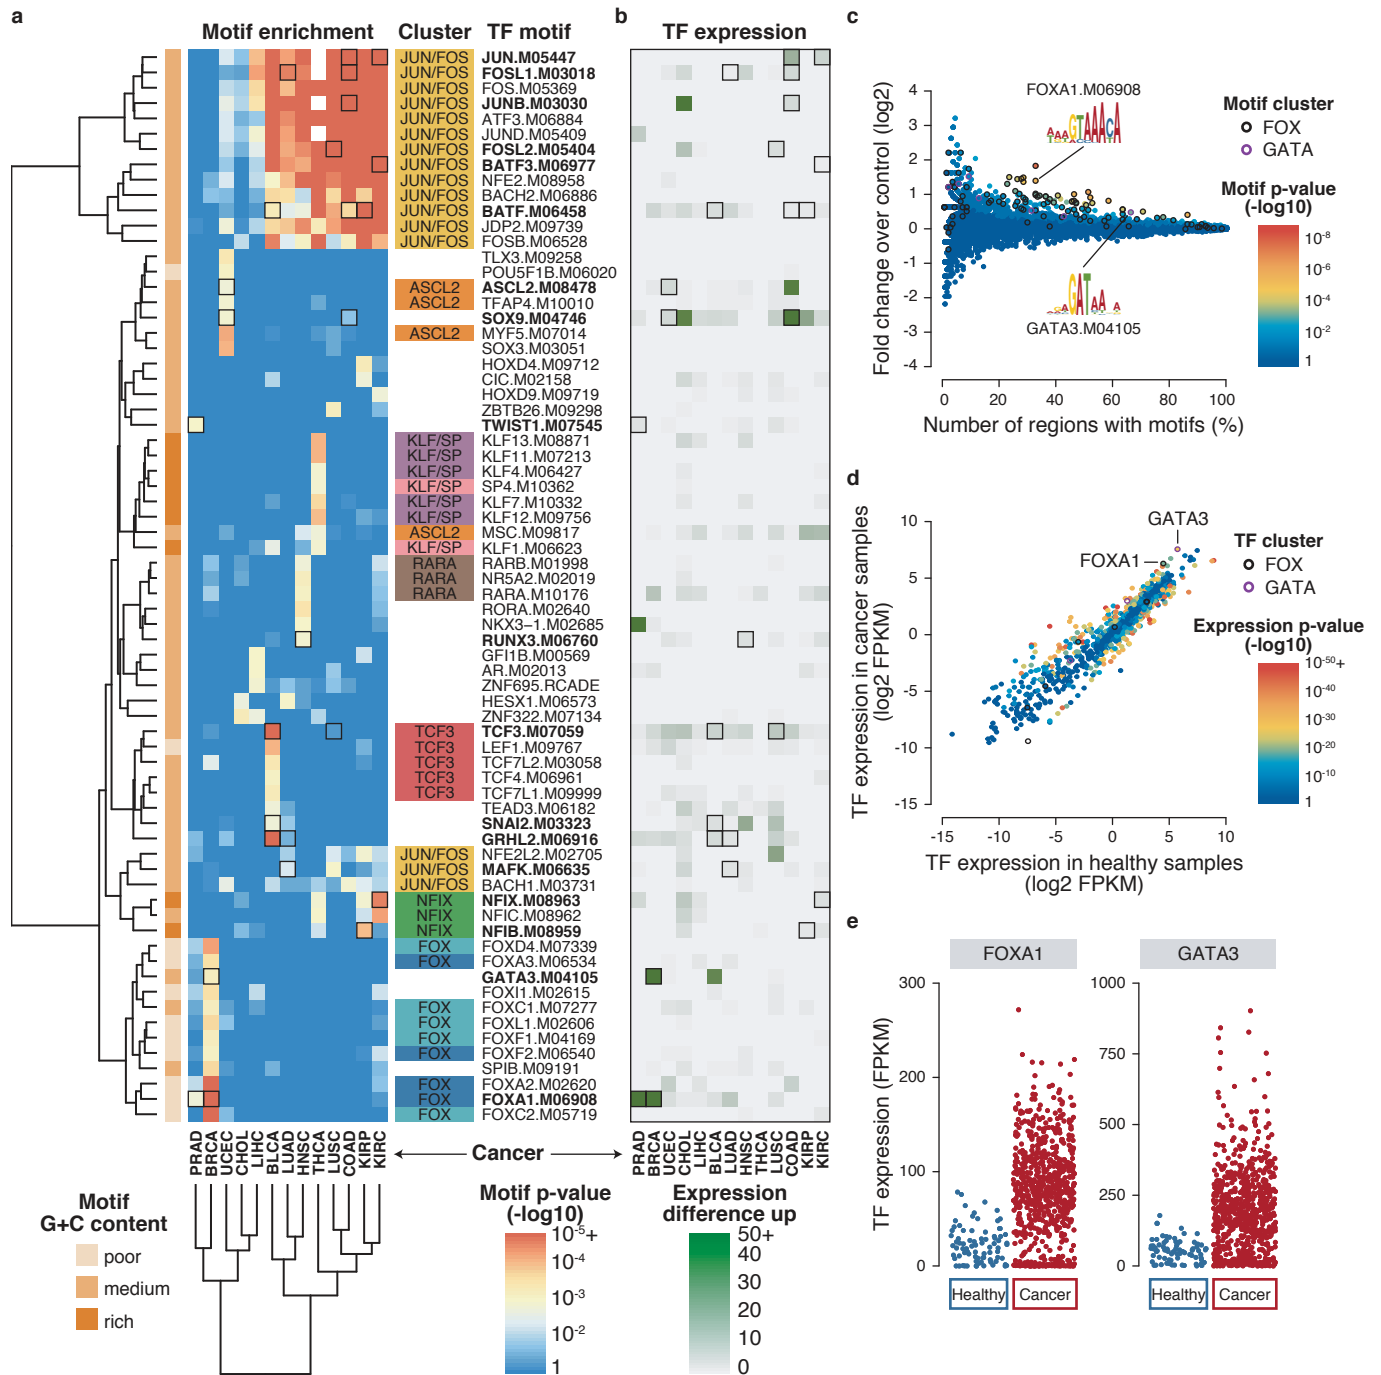 a
Motif enrichment
Cluster
TF motif
JUN/FOS JUN.M05447
JUN/FOS FOSL1.M03018
JUN/FOS FOS.M05369
JUN/FOS JUNB.M03030
JUN/FOS ATF3.M06884
JUN/FOS JUND.M05409
JUN/FOS FOSL2.M05404
JUN/FOS BATF3.M06977
JUN/FOS NFE2.M08958
JUN/FOS BACH2.M06886
JUN/FOS BATF.M06458
JUN/FOS JDP2.M09739
JUN/FOS FOSB.M06528
TLX3.M09258
POU5F1B.M06020
ASCL2 ASCL2.M08478
ASCL2 TFAP4.M10010
SOX9.M04746
ASCL2 MYF5.M07014
SOX3.M03051
HOXD4.M09712
CIC.M02158
HOXD9.M09719
ZBTB26.M09298
TWIST1.M07545
KLF/SP KLF13.M08871
KLF/SP KLF11.M07213
KLF/SP KLF4.M06427
KLF/SP SP4.M10362
KLF/SP KLF7.M10332
KLF/SP KLF12.M09756
ASCL2 MSC.M09817
KLF/SP KLF1.M06623
RARA RARB.M01998
RARA NR5A2.M02019
RARA RARA.M10176
RORA.M02640
NKX3−1.M02685
RUNX3.M06760
GFI1B.M00569
AR.M02013
ZNF695.RCADE
HESX1.M06573
ZNF322.M07134
TCF3 TCF3.M07059
TCF3 LEF1.M09767
TCF3 TCF7L2.M03058
TCF3 TCF4.M06961
TCF3 TCF7L1.M09999
TEAD3.M06182
SNAI2.M03323
GRHL2.M06916
JUN/FOS NFE2L2.M02705
JUN/FOS MAFK.M06635
JUN/FOS BACH1.M03731
NFIX NFIX.M08963
NFIX NFIC.M08962
NFIX NFIB.M08959
FOX FOXD4.M07339
FOX FOXA3.M06534
GATA3.M04105
FOXI1.M02615
FOX FOXC1.M07277
FOX FOXL1.M02606
FOX FOXF1.M04169
FOX FOXF2.M06540
SPIB.M09191
FOX FOXA2.M02620
FOX FOXA1.M06908
FOX FOXC2.M05719
PRAD
BRCA
UCEC
CHOL
LIHC
BLCA
LUAD
HNSC
THCA
LUSC
COAD
KIRP
KIRC
Cancer
Motif
G+C content
poor
medium
rich
Motif p-value
(-log10)
10-5+
10-4
10-3
10-2
1
b
TF expression
PRAD
BRCA
UCEC
CHOL
LIHC
BLCA
LUAD
HNSC
THCA
LUSC
COAD
KIRP
KIRC
Expression
difference up
50+
40
30
20
10
0
c
Fold change over control (log2)
4
3
2
1
0
-1
-2
-3
-4
FOXA1.M06908
GATA3.M04105
0
20
40
60
80
100
Number of regions with motifs (%)
Motif cluster
FOX
GATA
Motif p-value
(-log10)
10-8
10-6
10-4
10-2
1
d
TF expression in cancer samples
(log2 FPKM)
10
5
0
-5
-10
-15
GATA3
FOXA1
-15
-10
-5
0
5
10
TF expression in healthy samples
(log2 FPKM)
TF cluster
FOX
GATA
Expression p-value
(-log10)
10-50+
10-40
10-30
10-20
10-10
1
e
TF expression (FPKM)
FOXA1
300
200
100
0
Healthy
Cancer
GATA3
1000
750
500
250
0
Healthy
Cancer